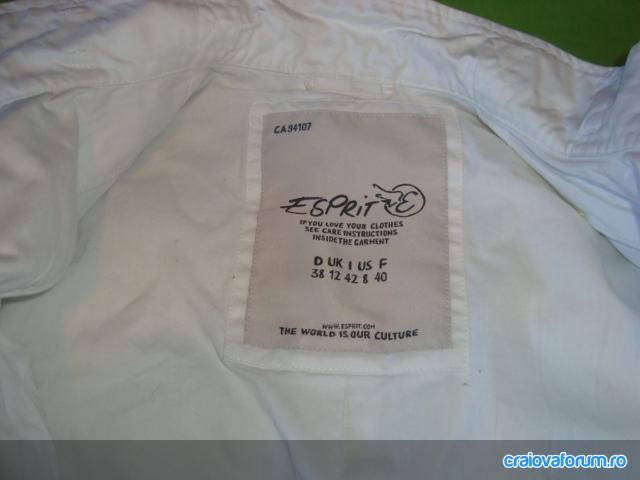 CA94107
ESPRIT
IF YOU LOVE YOUR CLOTHES
SEE CARE INSTRUCTIONS
INSIDE THE GARMENT
D UK I US F
38 12 42 8 40
WWW.ESPRIT.COM
THE WORLD IS OUR CULTURE
craiovaforum.ro